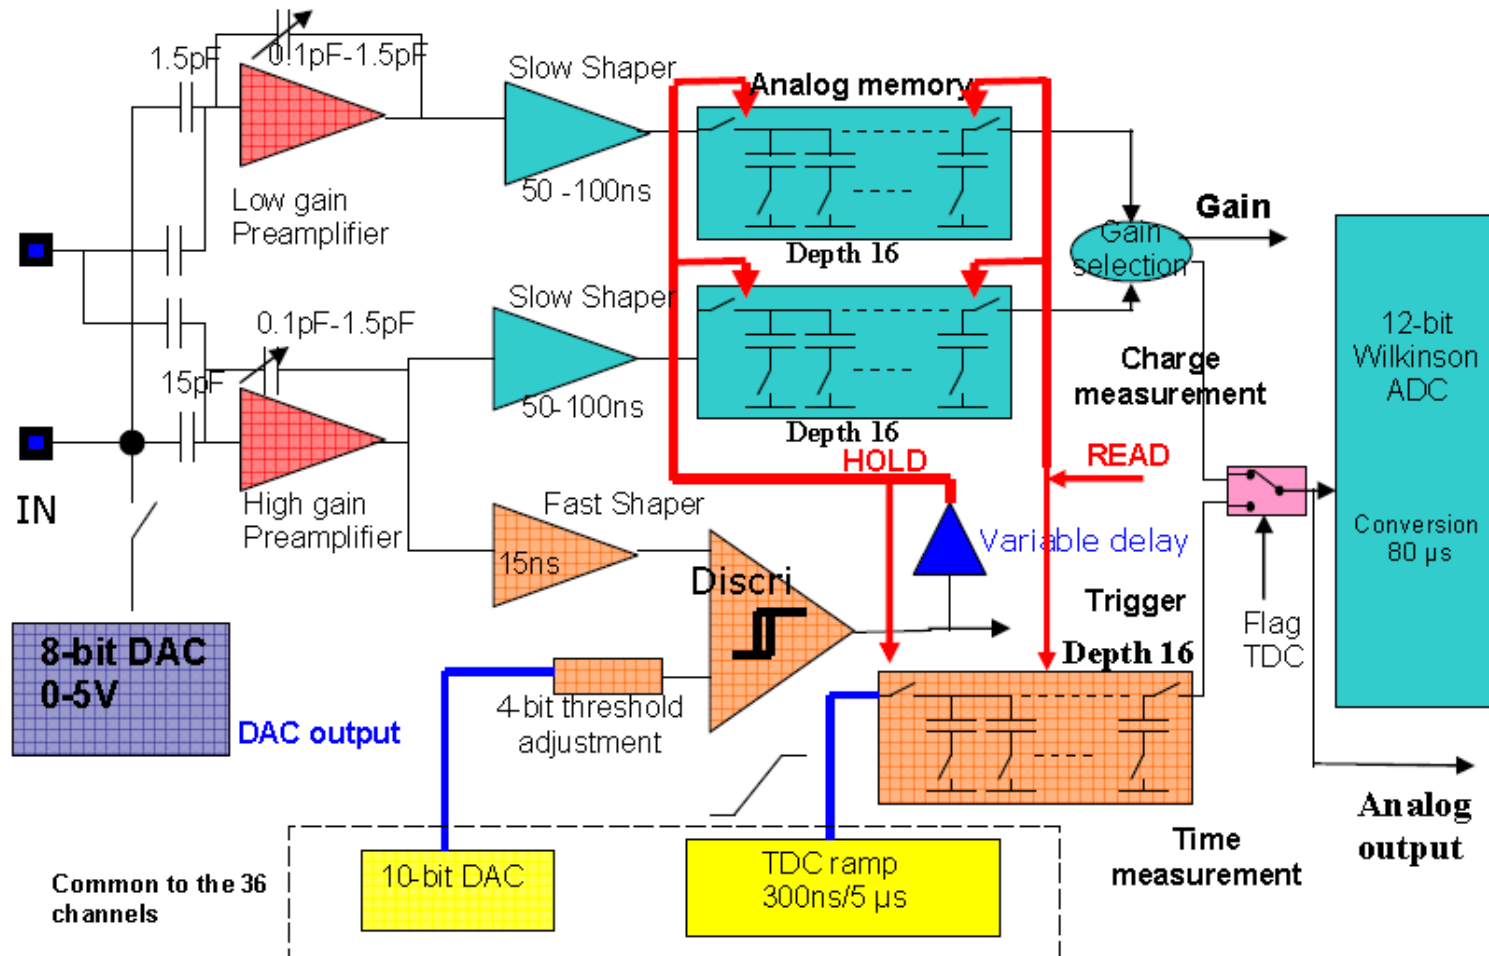 1.5pF
0.1pF-1.5pF
Slow Shaper
Analog memory
50 -100ns
Low gain
Preamplifier
Depth 16
Gain
selection
Gain
Slow Shaper
0.1pF-1.5pF
15pF
50-100ns
Depth 16
Charge
measurement
12-bit
Wilkinson
ADC
Conversion
80 µs
HOLD
READ
IN
High gain
Preamplifier
Fast Shaper
15ns
Discri
Variable delay
Trigger
Flag
TDC
8-bit DAC
0-5V
DAC output
4-bit threshold
adjustment
Depth 16
Analog
output
Time
measurement
Common to the 36
channels
10-bit DAC
TDC ramp
300ns/5 µs